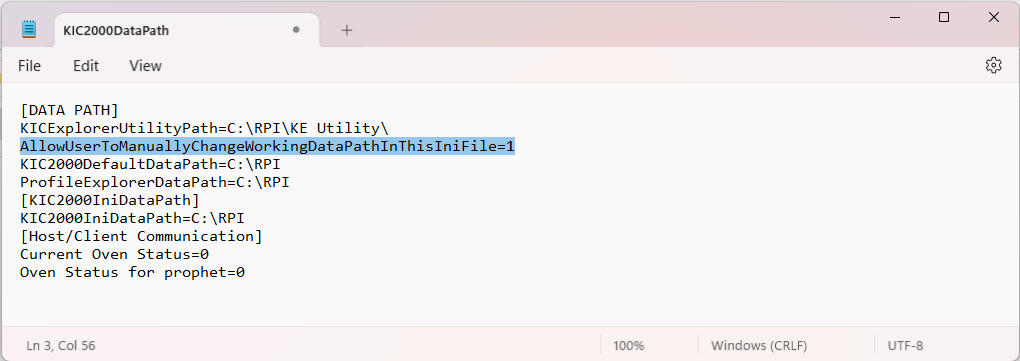 KIC2000DataPath
File Edit View
[DATA PATH]
KICExplorerUtilityPath=C:\RPI\KE Utility\
AllowUserToManuallyChangeWorkingDataPathInThisIniFile=1
KIC2000DefaultDataPath=C:\RPI
ProfileExplorerDataPath=C:\RPI
[KIC2000IniDataPath]
KIC2000IniDataPath=C:\RPI
[Host/Client Communication]
Current Oven Status=0
Oven Status for prophet=0
Ln 3, Col 56 100% Windows (CRLF) UTF-8